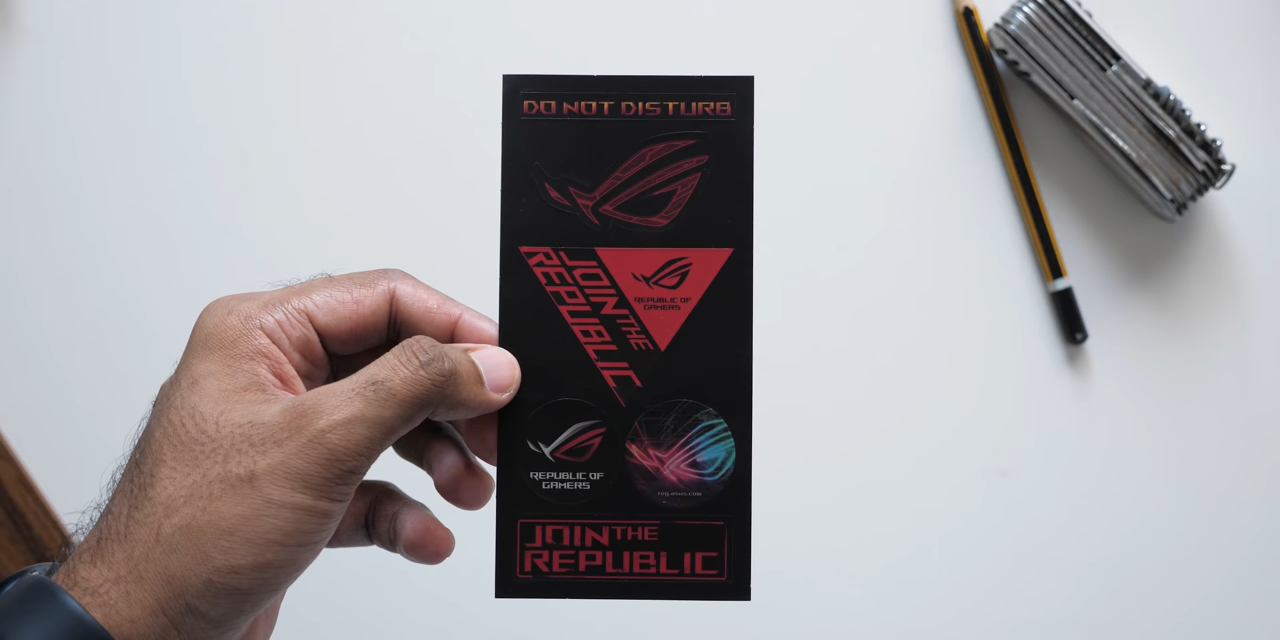 DO NOT DISTURB
JOIN THE
REPUBLIC
REPUBLIC OF
GAMERS
REPUBLIC OF
GAMERS
rog.asus.com
JOIN THE
REPUBLIC